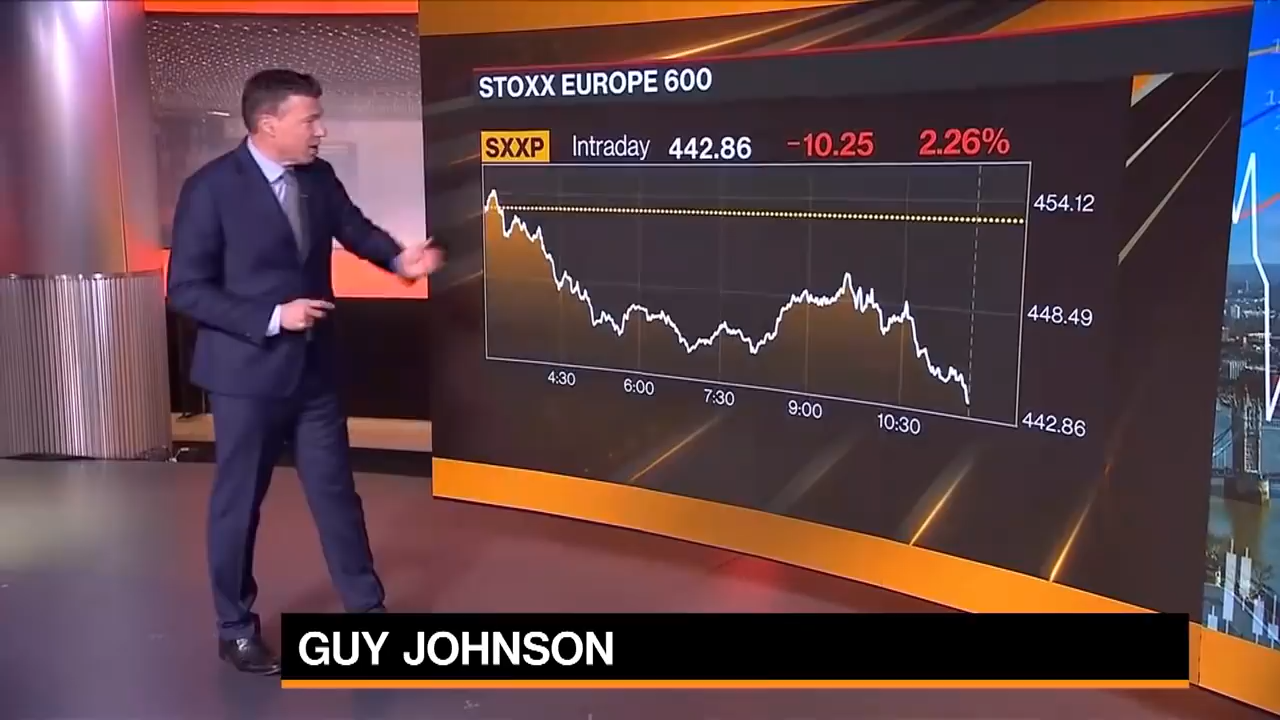 STOXX EUROPE 600
SXXP Intraday 442.86 -10.25 2.26%
454.12
448.49
442.86
4:30 6:00 7:30 9:00 10:30
GUY JOHNSON